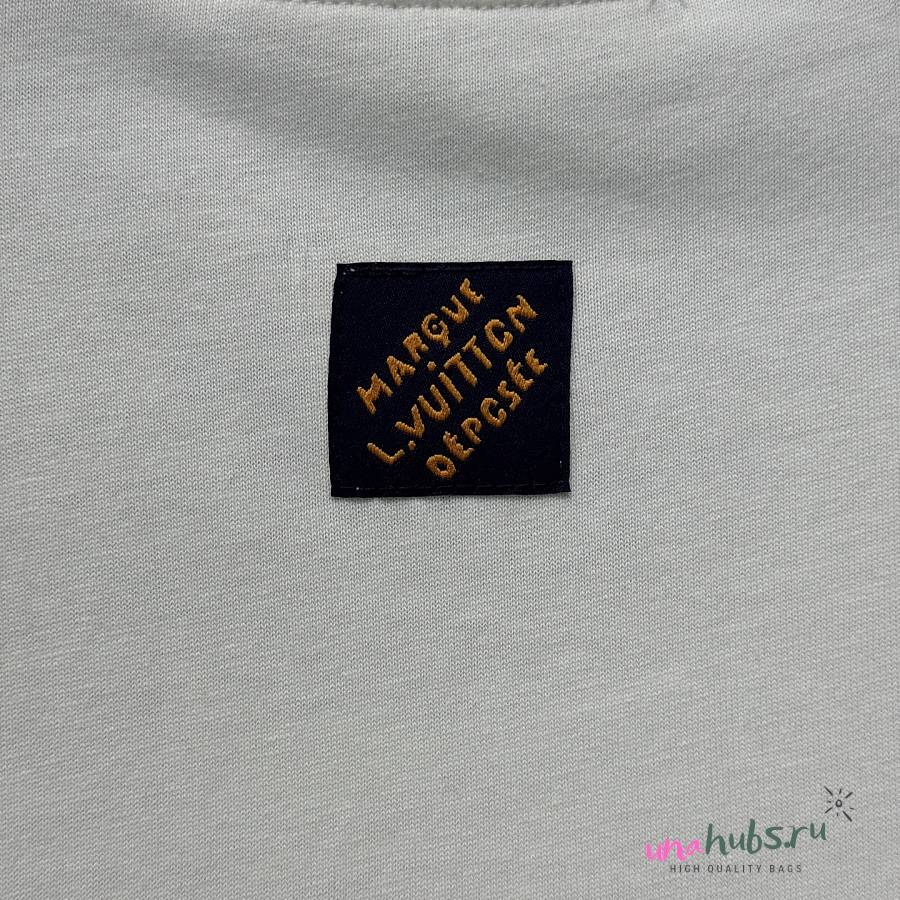 MARQUE
L.VUITTON
DÉPOSÉE
unahubs.ru
HIGH QUALITY BAGS